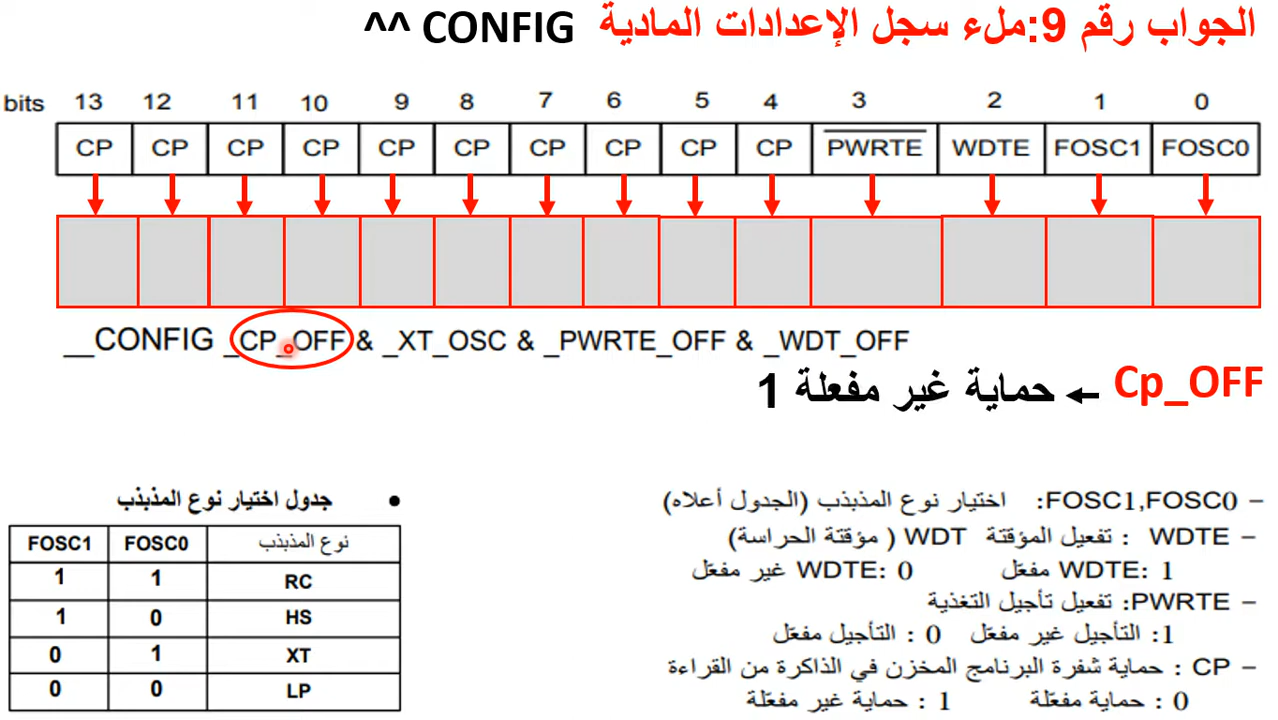 الجواب رقم 9:ملء سجل الإعدادات المادية CONFIG ^^
bits 13 12 11 10 9 8 7 6 5 4 3 2 1 0
CP CP CP CP CP CP CP CP CP CP PWRTE WDTE FOSC1 FOSC0
__CONFIG _CP_OFF & _XT_OSC & _PWRTE_OFF & _WDT_OFF
Cp_OFF ← حماية غير مفعلة 1
• جدول اختيار نوع المذبذب
FOSC1 FOSC0 نوع المذبذب
1 1 RC
1 0 HS
0 1 XT
0 0 LP
– FOSC1,FOSC0: اختيار نوع المذبذب (الجدول أعلاه)
– WDTE : تفعيل المؤقتة WDT ( مؤقتة الحراسة)
WDTE: 1 مفعّل WDTE: 0 غير مفعّل
– PWRTE: تفعيل تأجيل التغذية
1: التأجيل غير مفعّل 0 : التأجيل مفعّل
– CP : حماية شفرة البرنامج المخزن في الذاكرة من القراءة
0 : حماية مفعّلة 1 : حماية غير مفعّلة